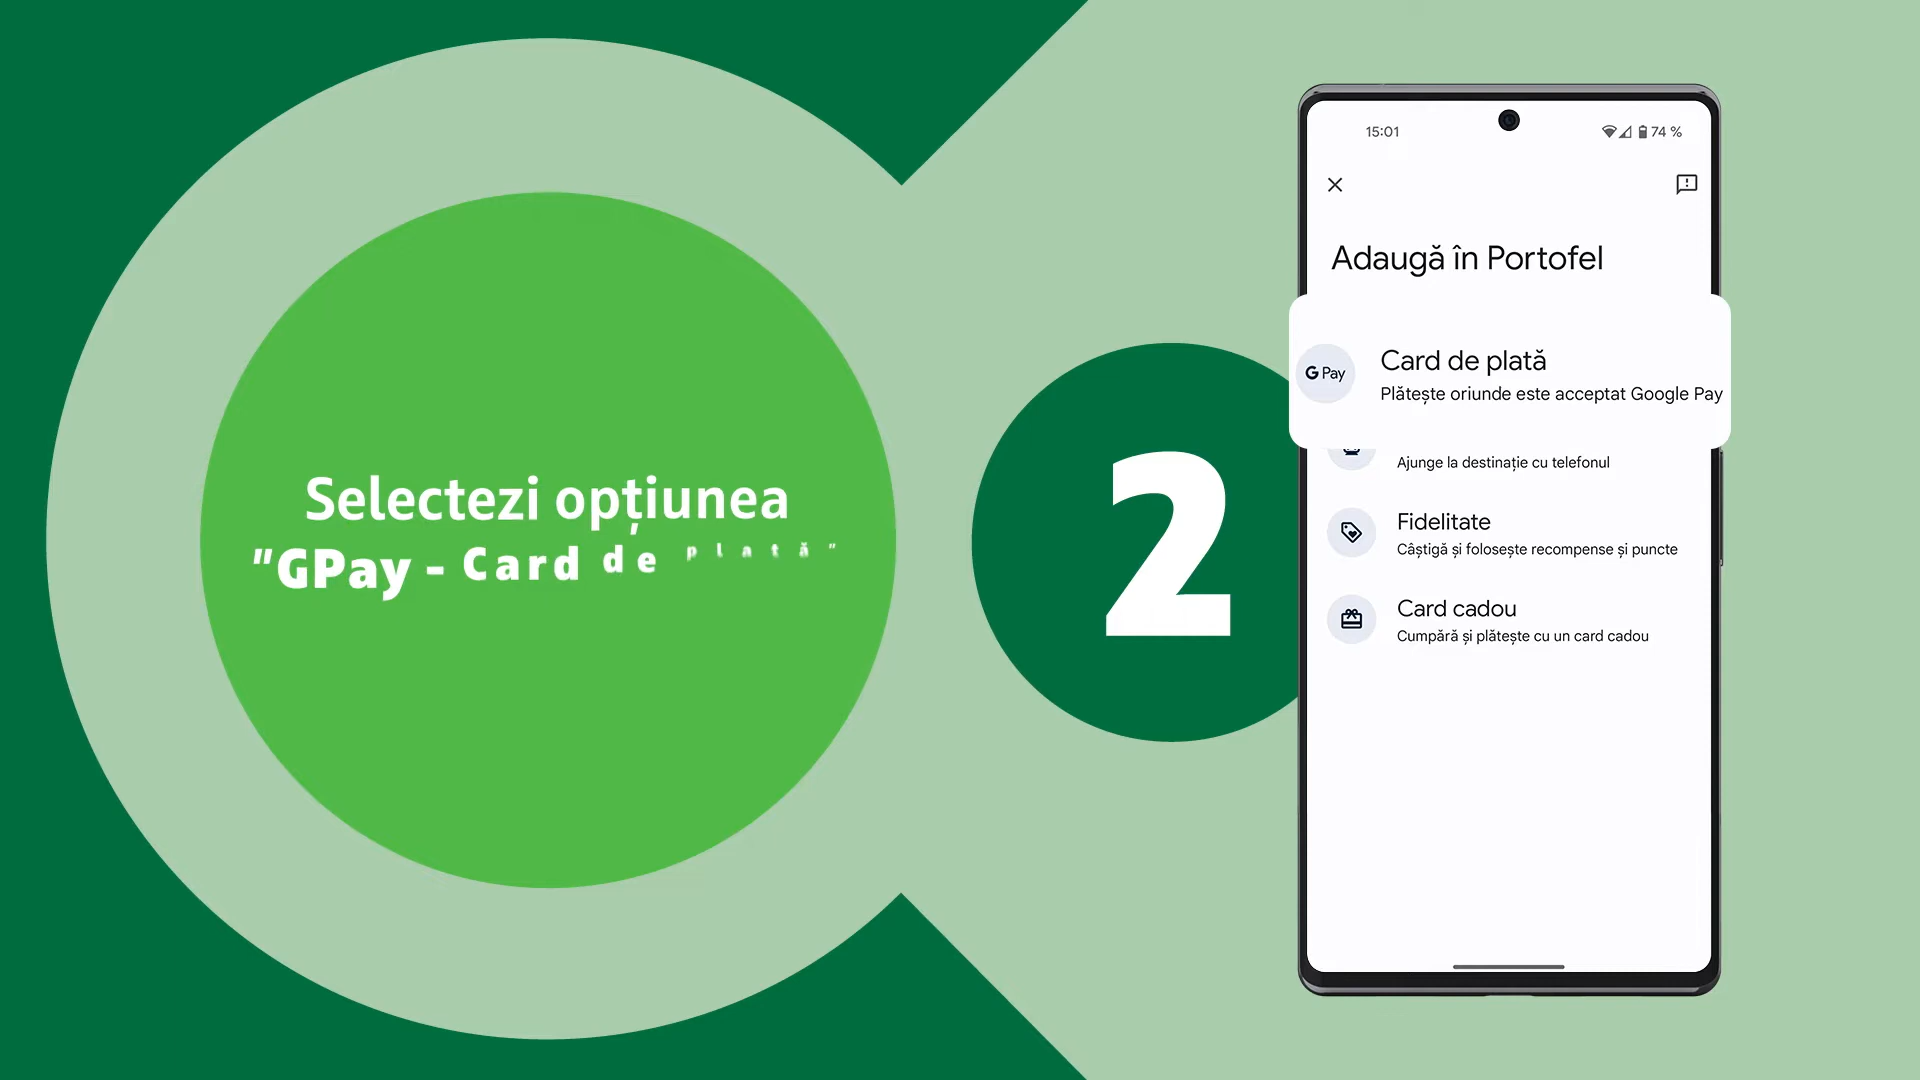 Selectezi opțiunea
"GPay - Card de plată"
2
15:01
74 %
Adaugă în Portofel
G Pay
Card de plată
Plătește oriunde este acceptat Google Pay
Ajunge la destinație cu telefonul
Fidelitate
Câștigă și folosește recompense și puncte
Card cadou
Cumpără și plătește cu un card cadou